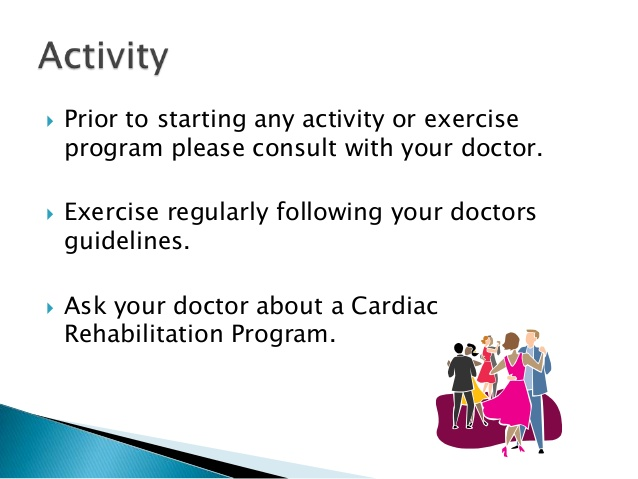 Activity
Prior to starting any activity or exercise
program please consult with your doctor.
Exercise regularly following your doctors
guidelines.
Ask your doctor about a Cardiac
Rehabilitation Program.